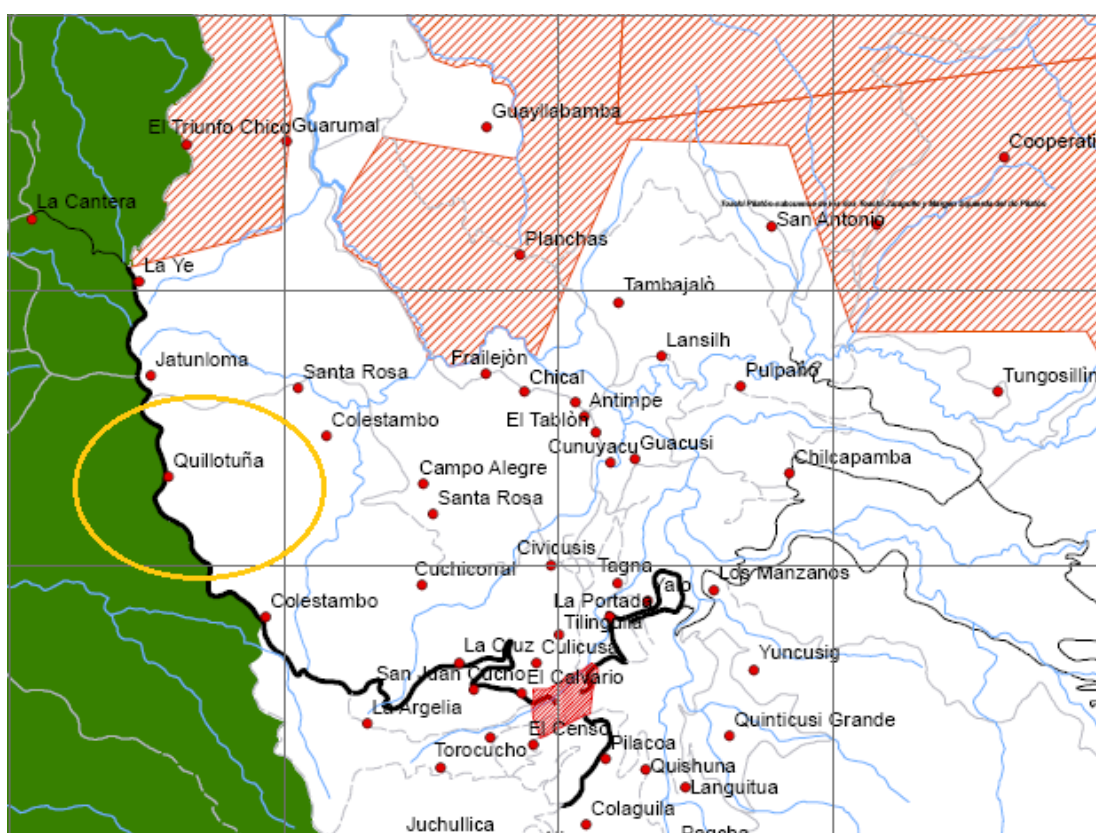 Guayllabamba
El Triunfo Chico
Guarumal
Cooperati
La Cantera
San Antonio
Planchas
La Ye
Tambajalò
Lansilh
Jatunloma
Frailejòn
Santa Rosa
Chical
Pulpaño
Tungosillin
Antimpe
Colestambo
El Tablòn
Cunuyacu
Guacusi
Quillotuña
Campo Alegre
Chilcapamba
Santa Rosa
Civicusis
Cuchiconal
Tagna
Yalo
Los Manzanos
Colestambo
La Portada
Tilinguila
La Cruz
Culicusa
Yuncusig
San Juan Cucho
El Calvario
La Argelia
El Censo
Quinticusi Grande
Torocucho
Pilacoa
Quishuna
Languitua
Colaguila
Juchullica